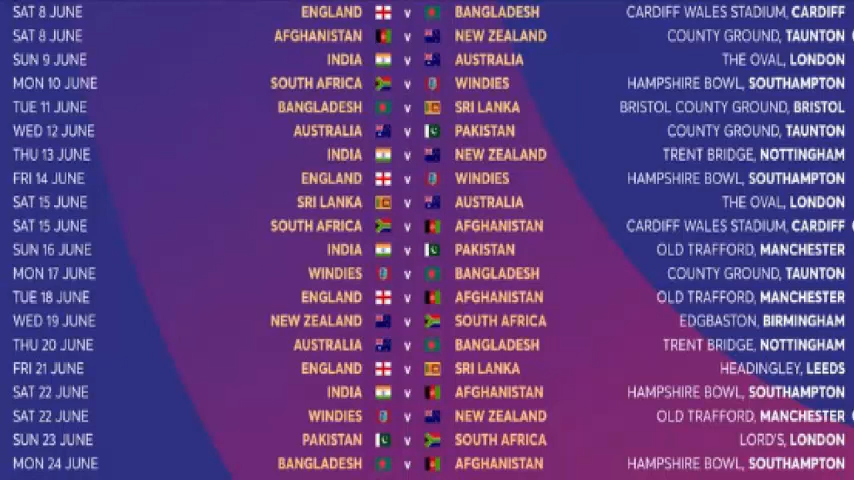 SAT 8 JUNE ENGLAND v BANGLADESH CARDIFF WALES STADIUM, CARDIFF
SAT 8 JUNE AFGHANISTAN v NEW ZEALAND COUNTY GROUND, TAUNTON
SUN 9 JUNE INDIA v AUSTRALIA THE OVAL, LONDON
MON 10 JUNE SOUTH AFRICA v WINDIES HAMPSHIRE BOWL, SOUTHAMPTON
TUE 11 JUNE BANGLADESH v SRI LANKA BRISTOL COUNTY GROUND, BRISTOL
WED 12 JUNE AUSTRALIA v PAKISTAN COUNTY GROUND, TAUNTON
THU 13 JUNE INDIA v NEW ZEALAND TRENT BRIDGE, NOTTINGHAM
FRI 14 JUNE ENGLAND v WINDIES HAMPSHIRE BOWL, SOUTHAMPTON
SAT 15 JUNE SRI LANKA v AUSTRALIA THE OVAL, LONDON
SAT 15 JUNE SOUTH AFRICA v AFGHANISTAN CARDIFF WALES STADIUM, CARDIFF
SUN 16 JUNE INDIA v PAKISTAN OLD TRAFFORD, MANCHESTER
MON 17 JUNE WINDIES v BANGLADESH COUNTY GROUND, TAUNTON
TUE 18 JUNE ENGLAND v AFGHANISTAN OLD TRAFFORD, MANCHESTER
WED 19 JUNE NEW ZEALAND v SOUTH AFRICA EDGBASTON, BIRMINGHAM
THU 20 JUNE AUSTRALIA v BANGLADESH TRENT BRIDGE, NOTTINGHAM
FRI 21 JUNE ENGLAND v SRI LANKA HEADINGLEY, LEEDS
SAT 22 JUNE INDIA v AFGHANISTAN HAMPSHIRE BOWL, SOUTHAMPTON
SAT 22 JUNE WINDIES v NEW ZEALAND OLD TRAFFORD, MANCHESTER
SUN 23 JUNE PAKISTAN v SOUTH AFRICA LORD'S, LONDON
MON 24 JUNE BANGLADESH v AFGHANISTAN HAMPSHIRE BOWL, SOUTHAMPTON